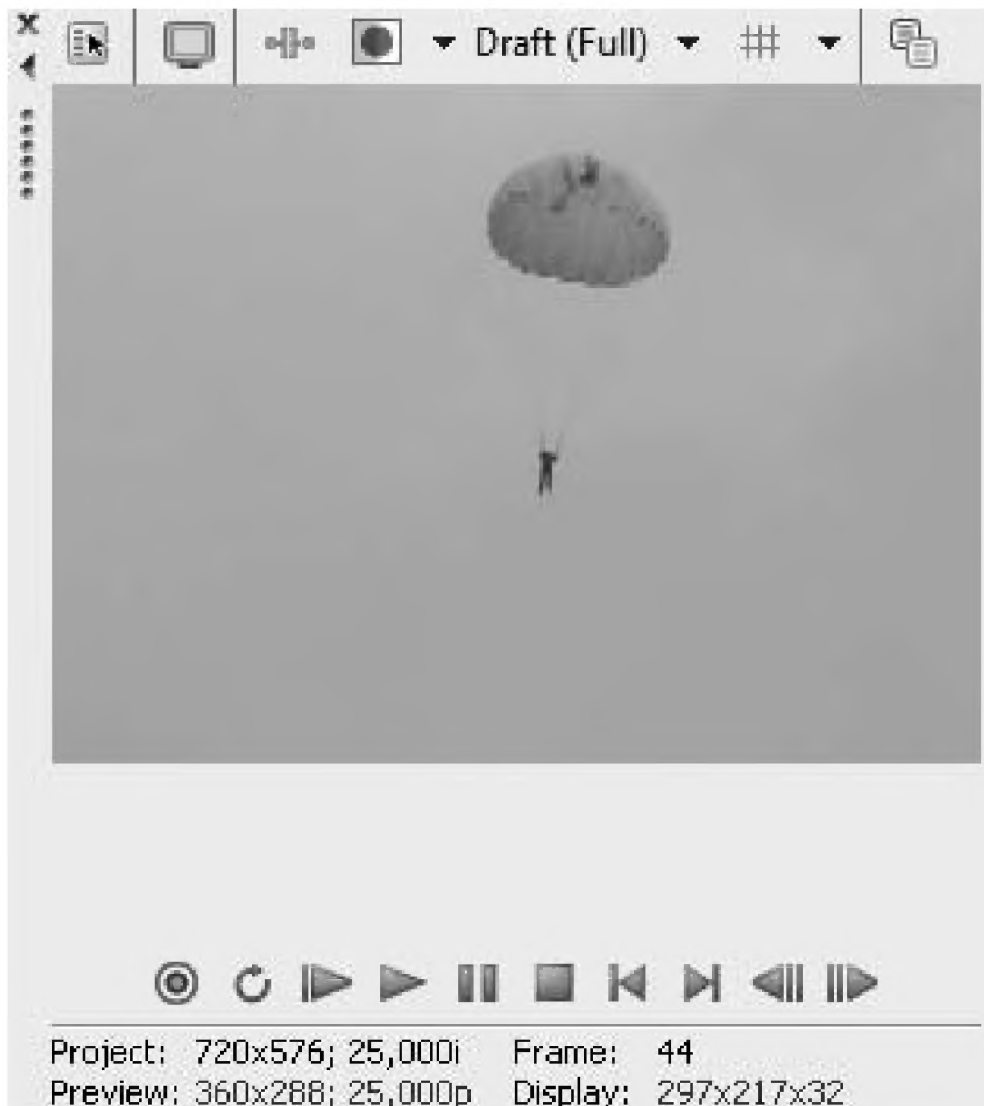 Draft (Full)
Project: 720x576; 25,000i Frame: 44
Preview: 360x288; 25,000p Display: 297x217x32